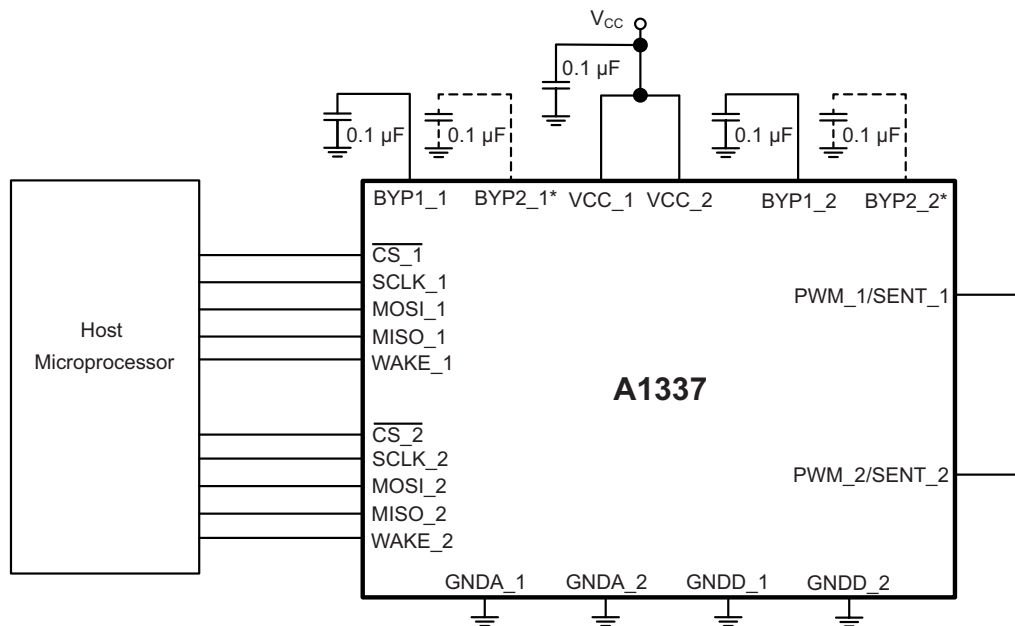 VCC
0.1 µF
0.1 µF
0.1 µF
0.1 µF
0.1 µF
BYP1_1
BYP2_1*
VCC_1
VCC_2
BYP1_2
BYP2_2*
Host
Microprocessor
CS_1
SCLK_1
MOSI_1
MISO_1
WAKE_1
CS_2
SCLK_2
MOSI_2
MISO_2
WAKE_2
A1337
PWM_1/SENT_1
PWM_2/SENT_2
GNDA_1
GNDA_2
GNDD_1
GNDD_2